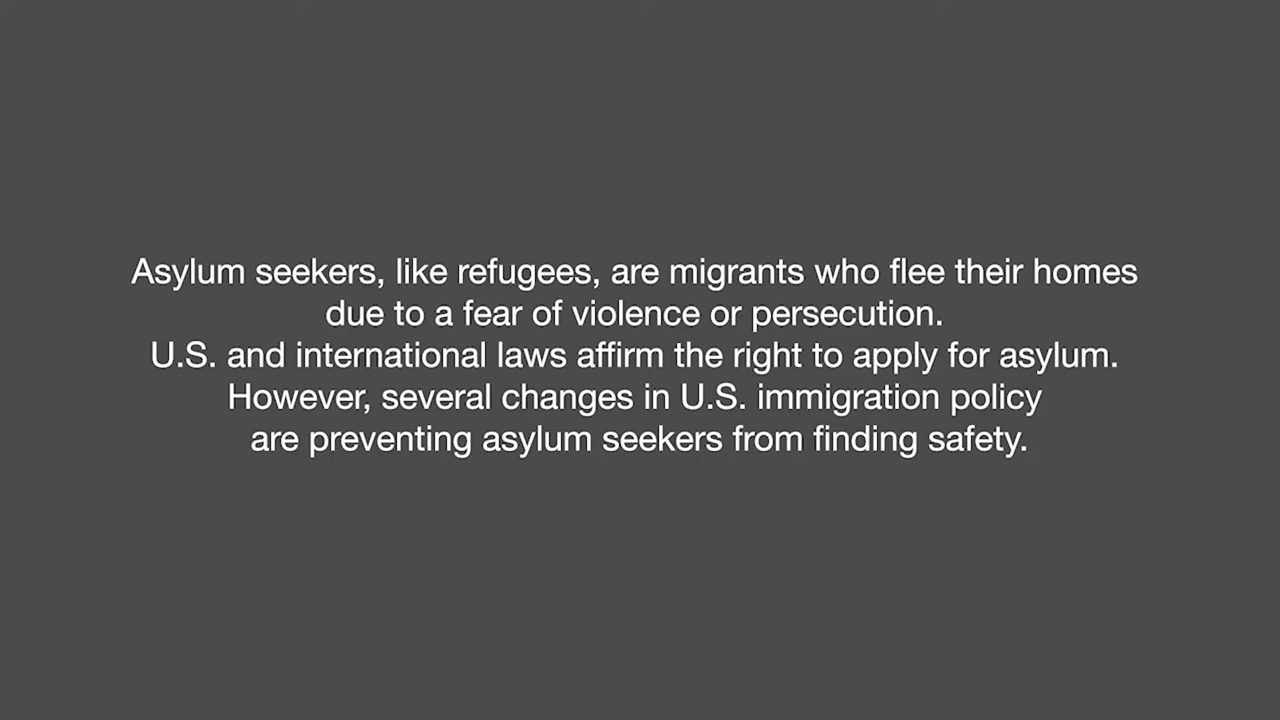 Asylum seekers, like refugees, are migrants who flee their homes
due to a fear of violence or persecution.
U.S. and international laws affirm the right to apply for asylum.
However, several changes in U.S. immigration policy
are preventing asylum seekers from finding safety.